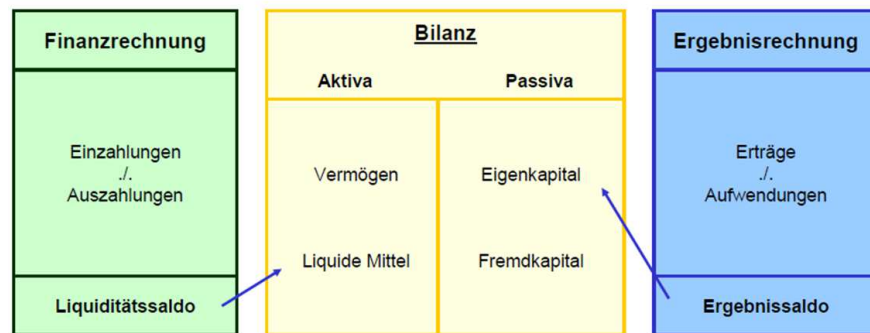 Finanzrechnung
Einzahlungen
./.
Auszahlungen
Liquiditätssaldo
Bilanz
Aktiva
Passiva
Vermögen
Eigenkapital
Liquide Mittel
Fremdkapital
Ergebnisrechnung
Erträge
./.
Aufwendungen
Ergebnissaldo